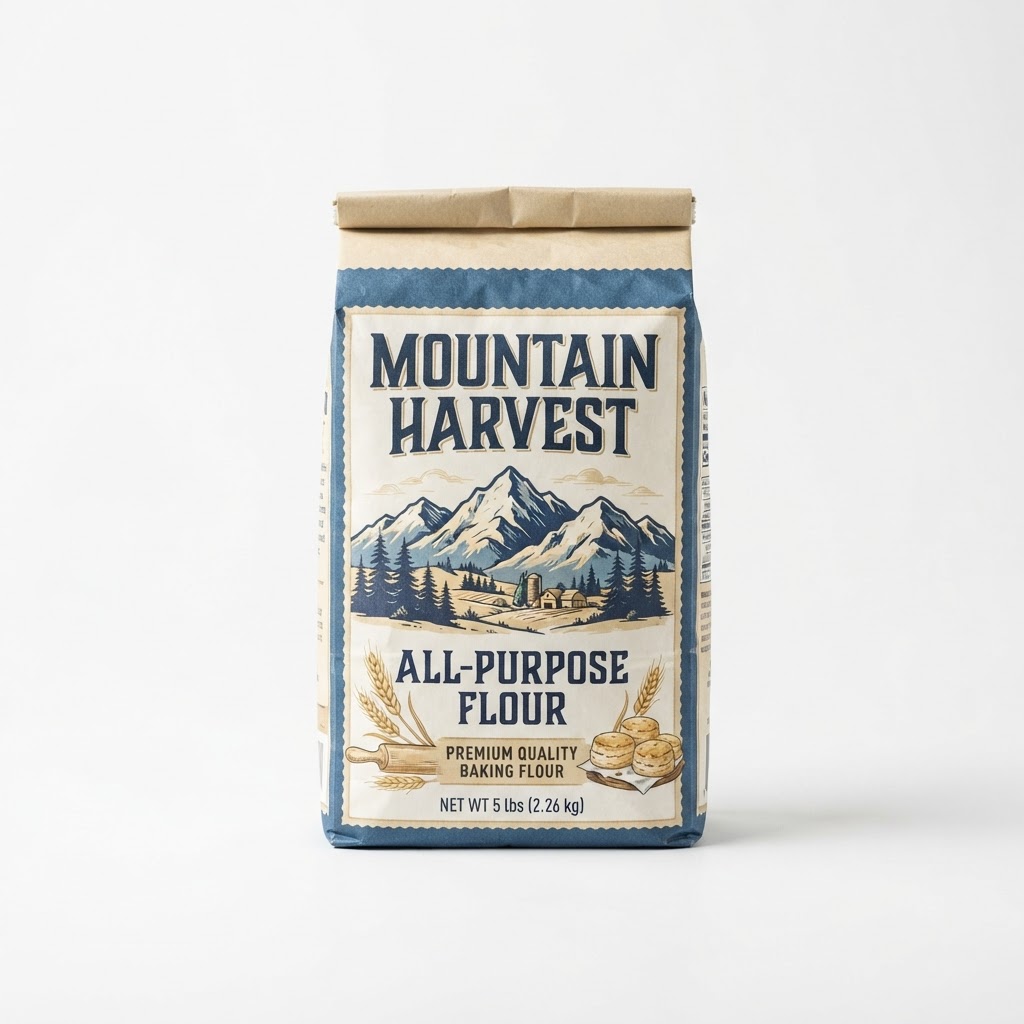 MOUNTAIN
HARVEST
ALL-PURPOSE
FLOUR
PREMIUM QUALITY
BAKING FLOUR
NET WT 5 lbs (2.26 kg)